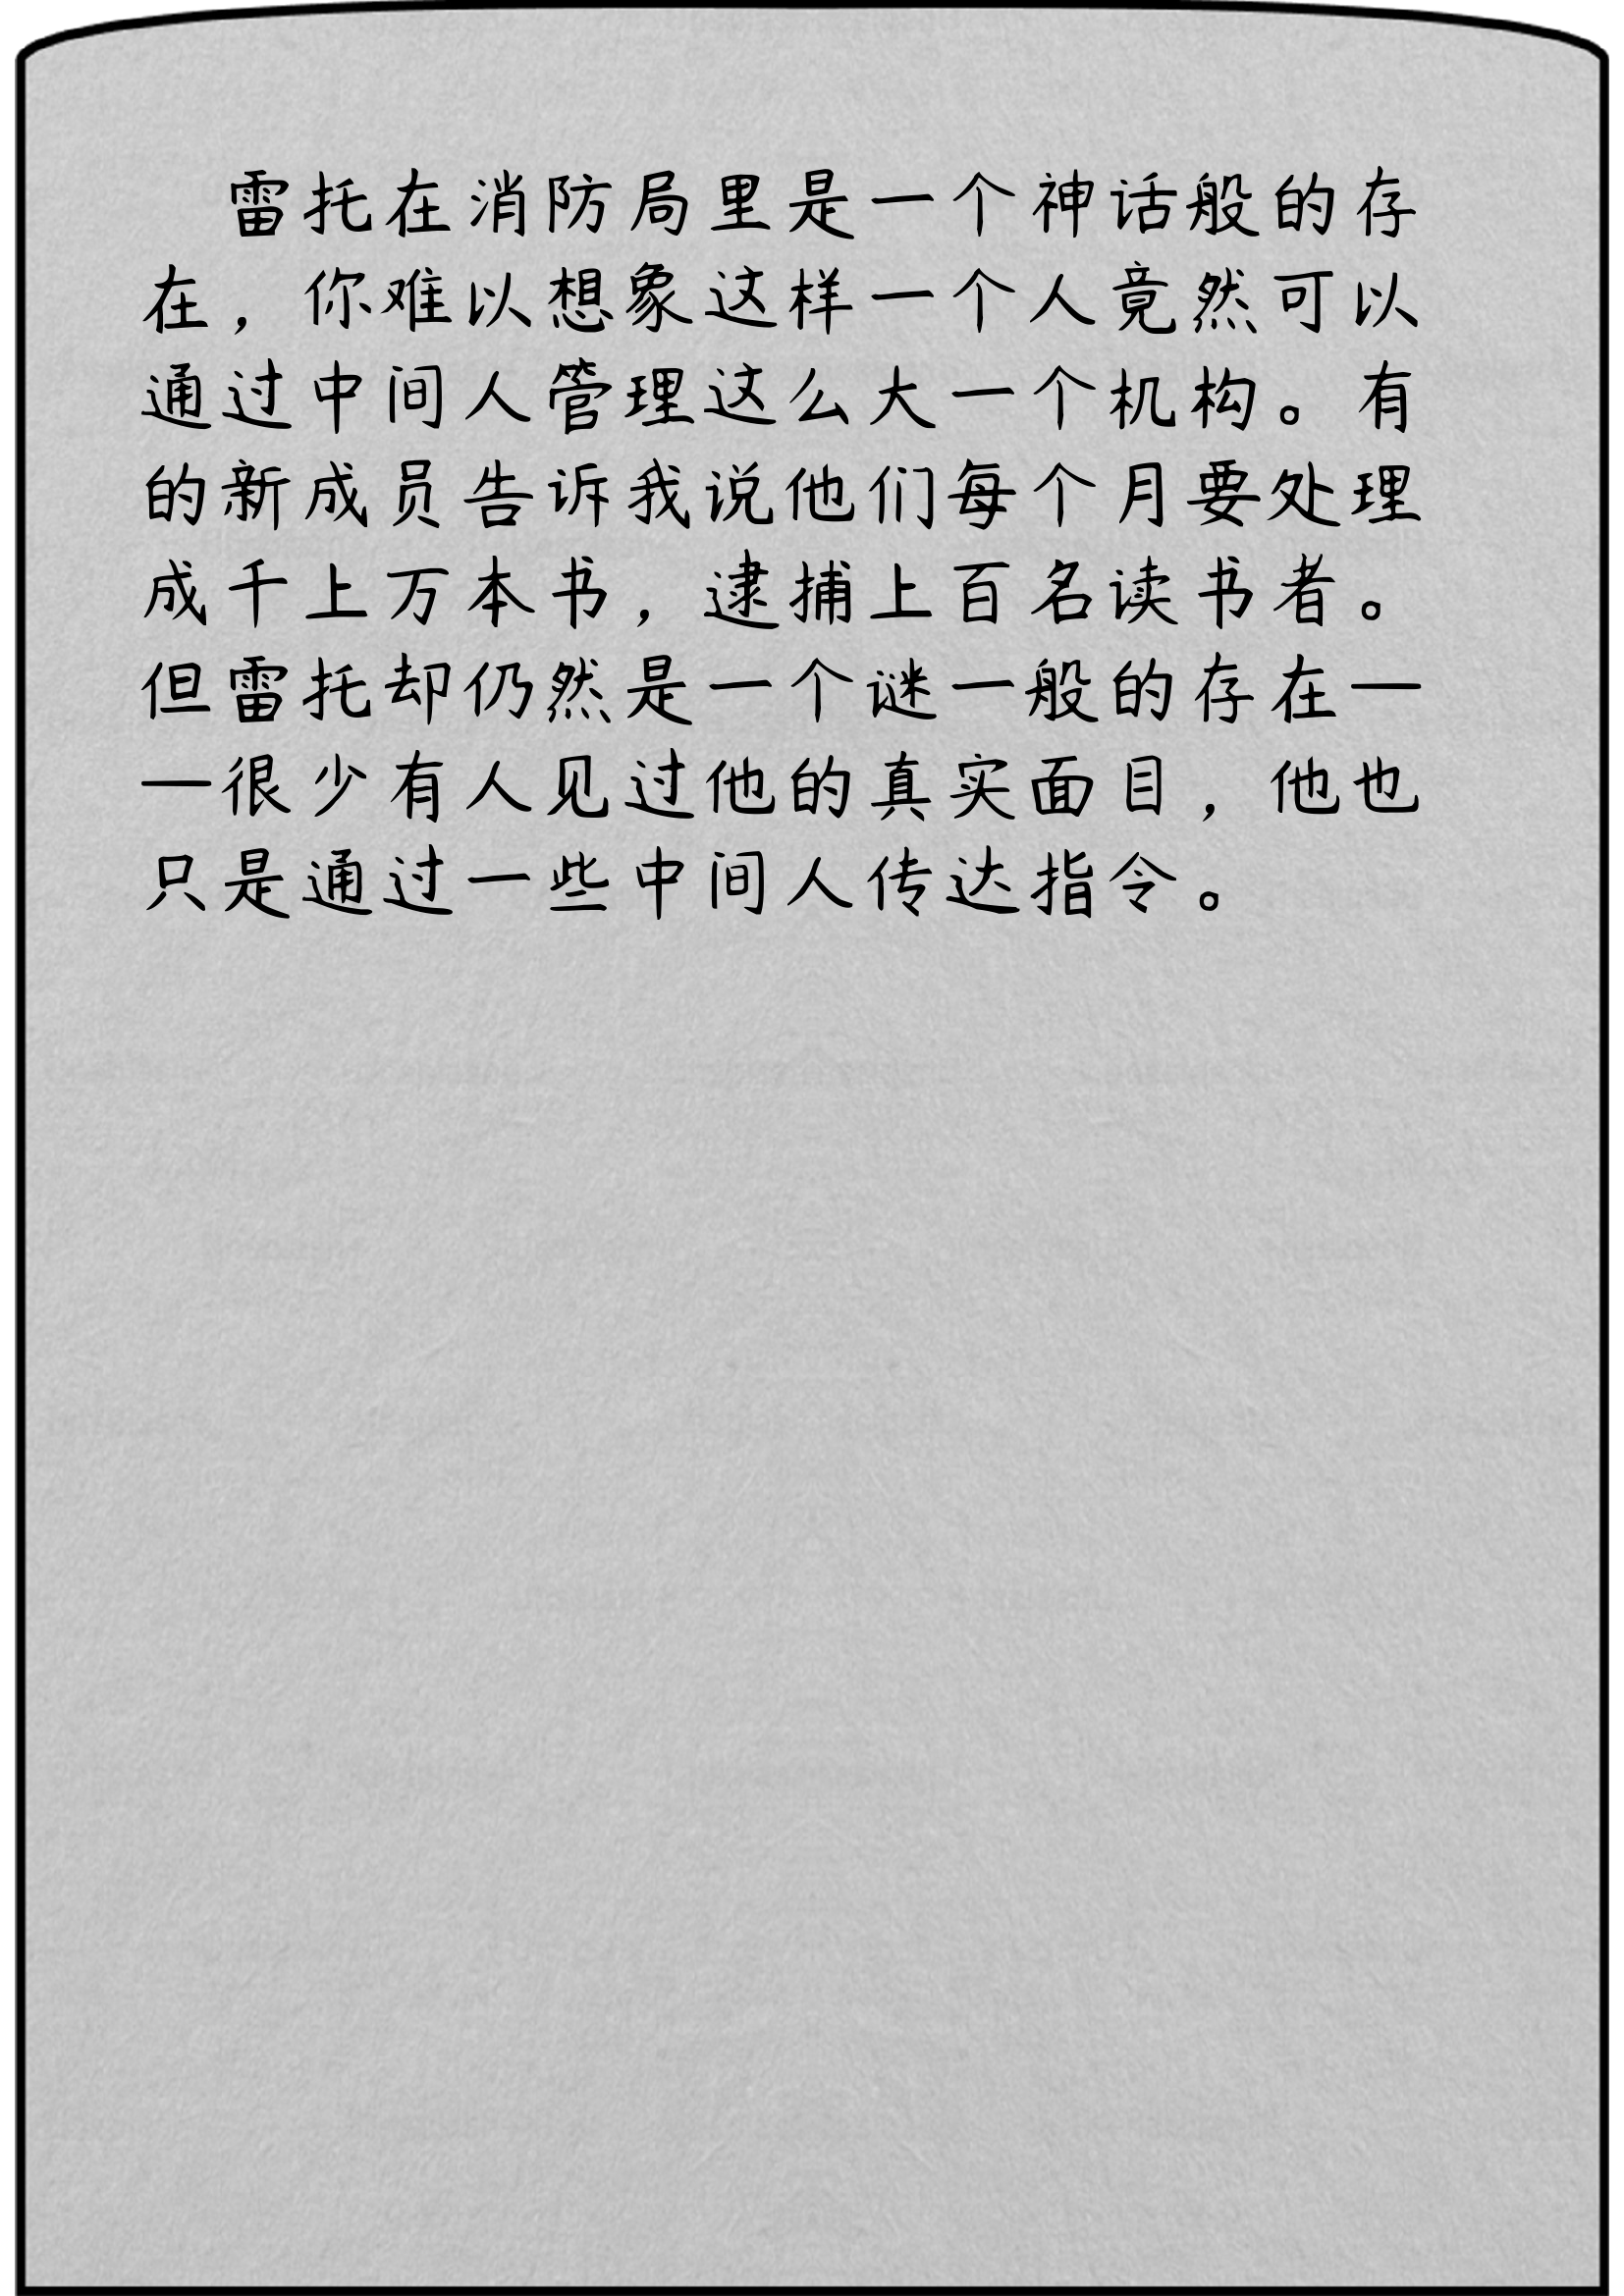 雷托在消防局里是一个神话般的存
在，你难以想象这样一个人竟然可以
通过中间人管理这么大一个机构。有
的新成员告诉我说他们每个月要处理
成千上万本书，逮捕上百名读书者。
但雷托却仍然是一个谜一般的存在—
—很少有人见过他的真实面目，他也
只是通过一些中间人传达指令。